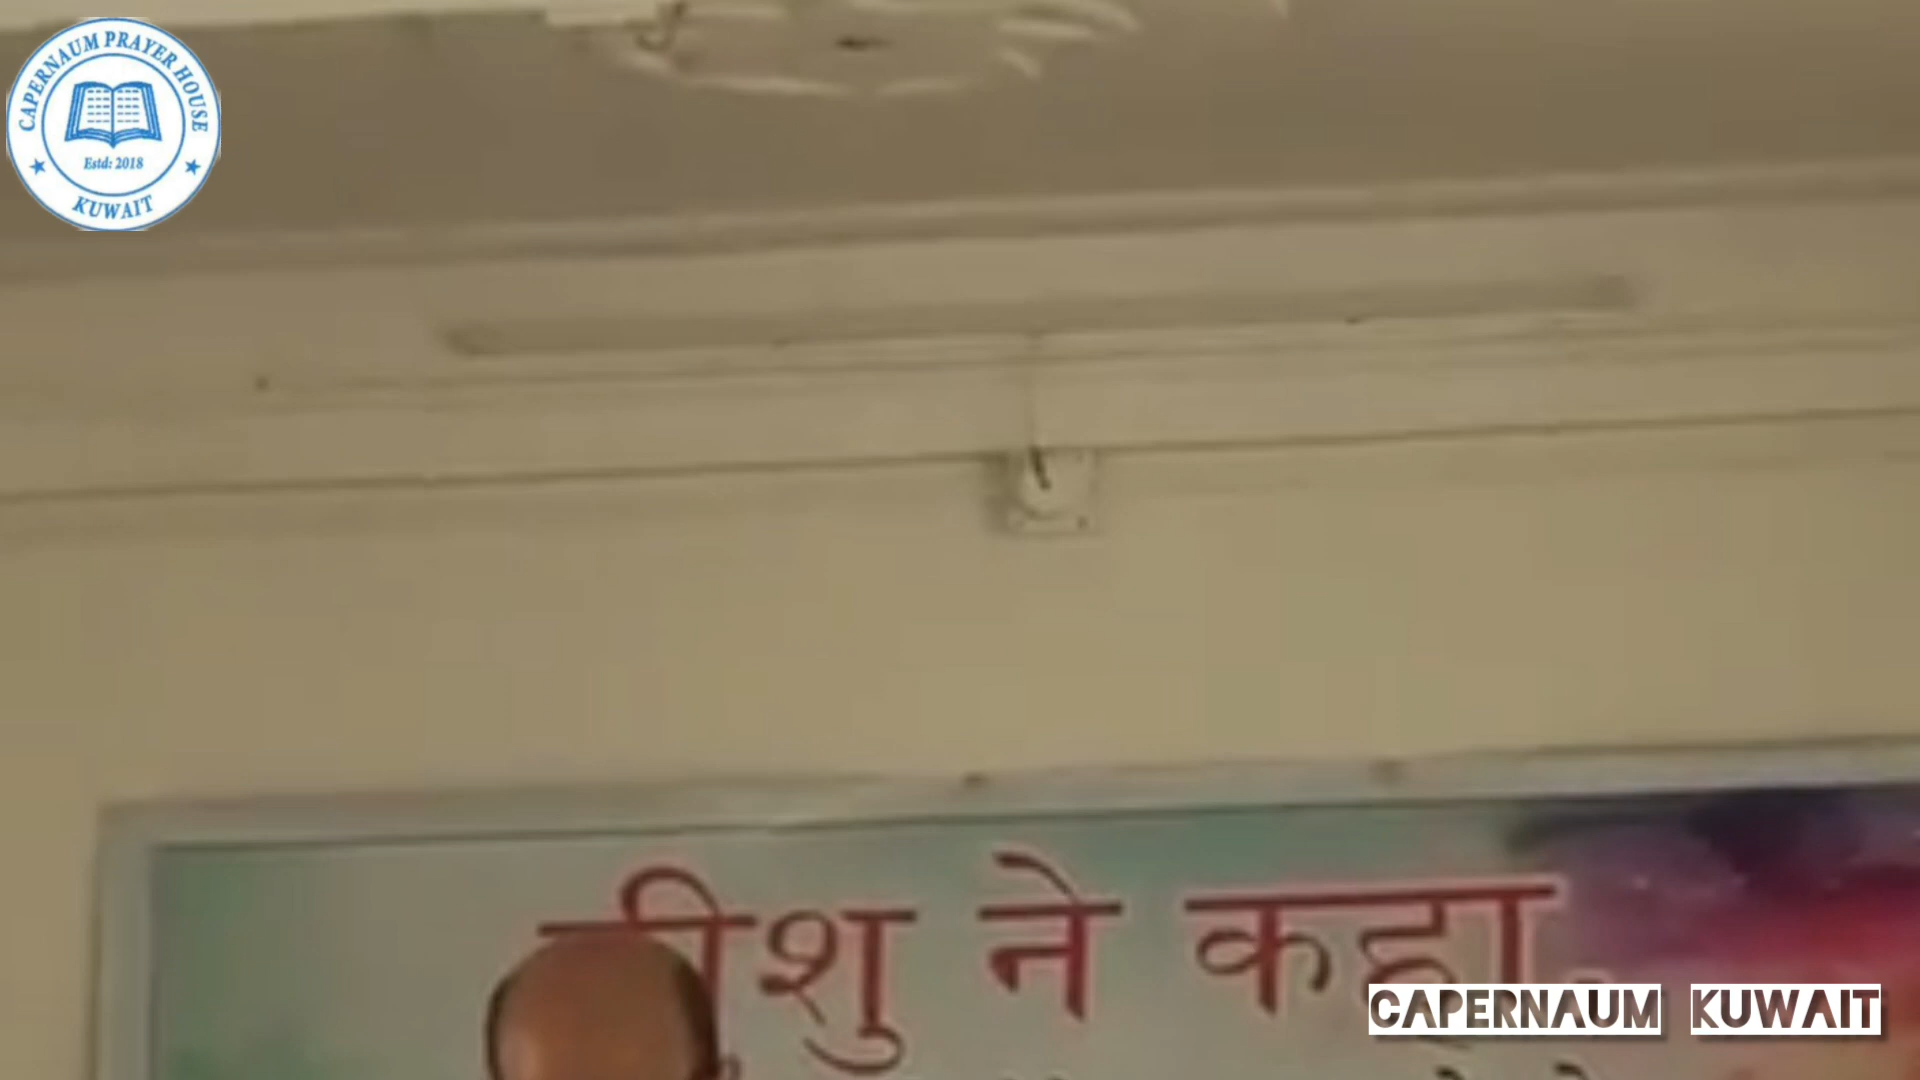 CAPERNAUM PRAYER HOUSE
Estd: 2018
KUWAIT
यीशु ने कहा,
CAPERNAUM KUWAIT